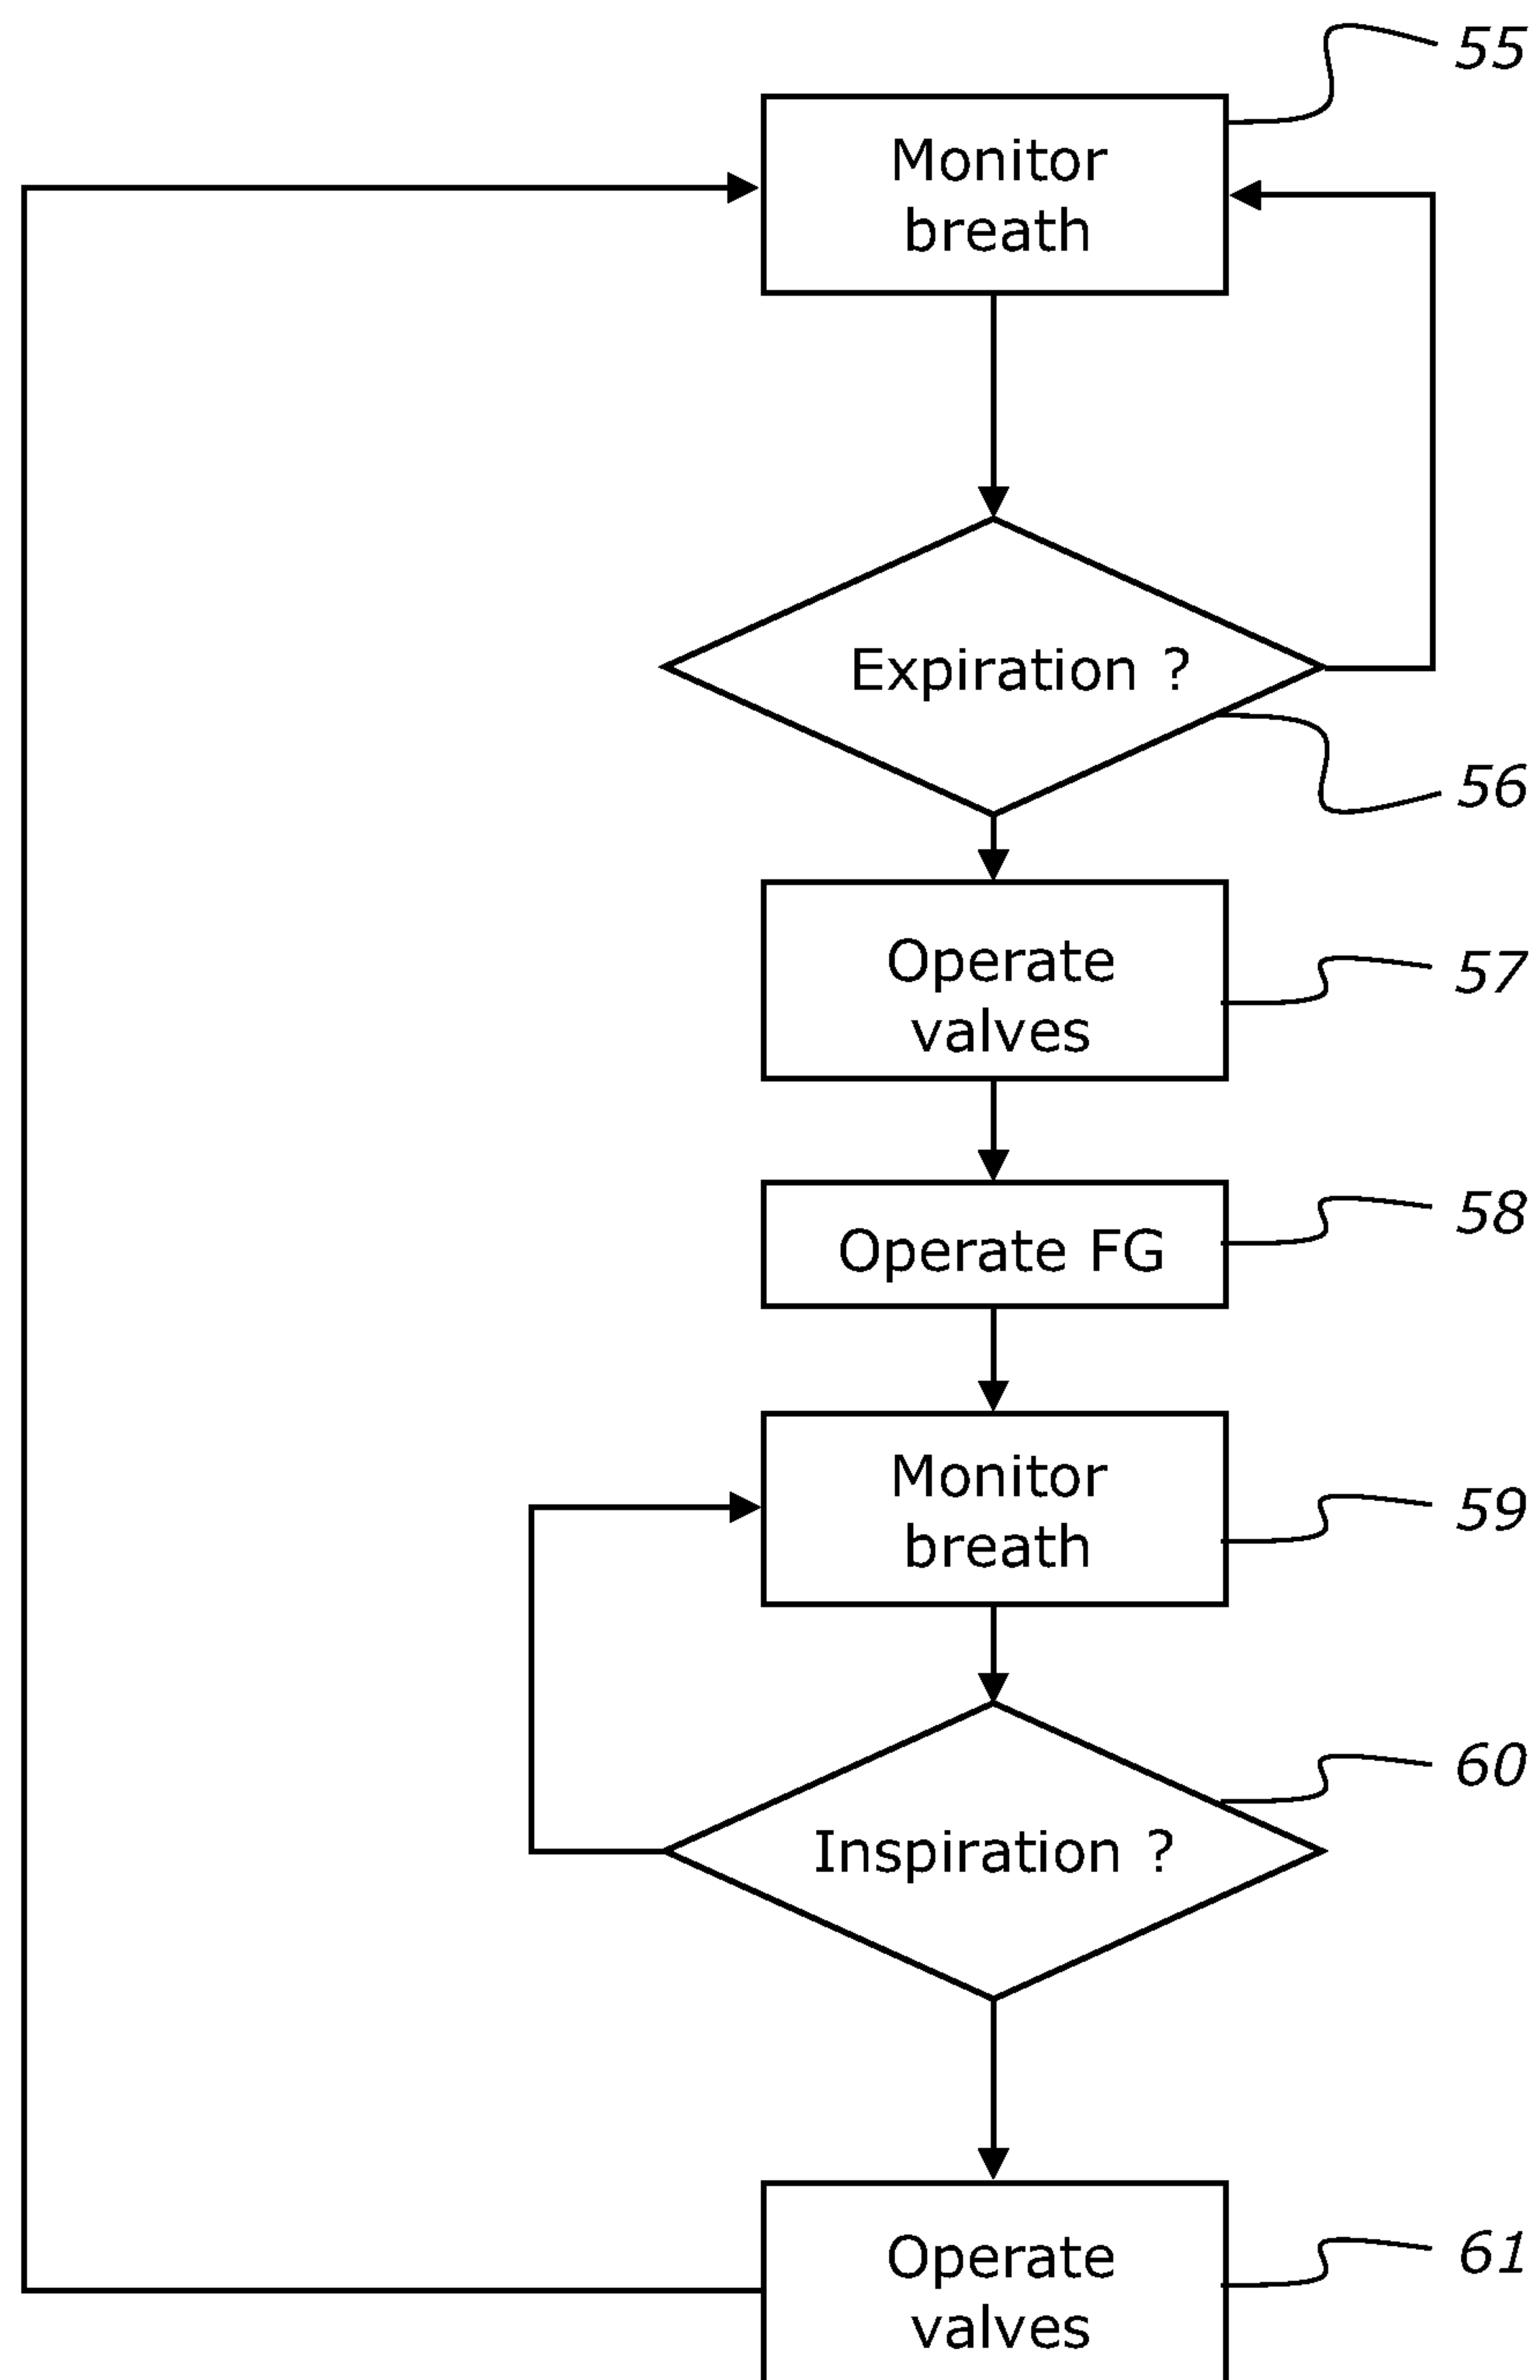 55
Monitor
breath
Expiration ?
56
Operate
valves
57
Operate FG
58
Monitor
breath
59
60
Inspiration ?
Operate
valves
61